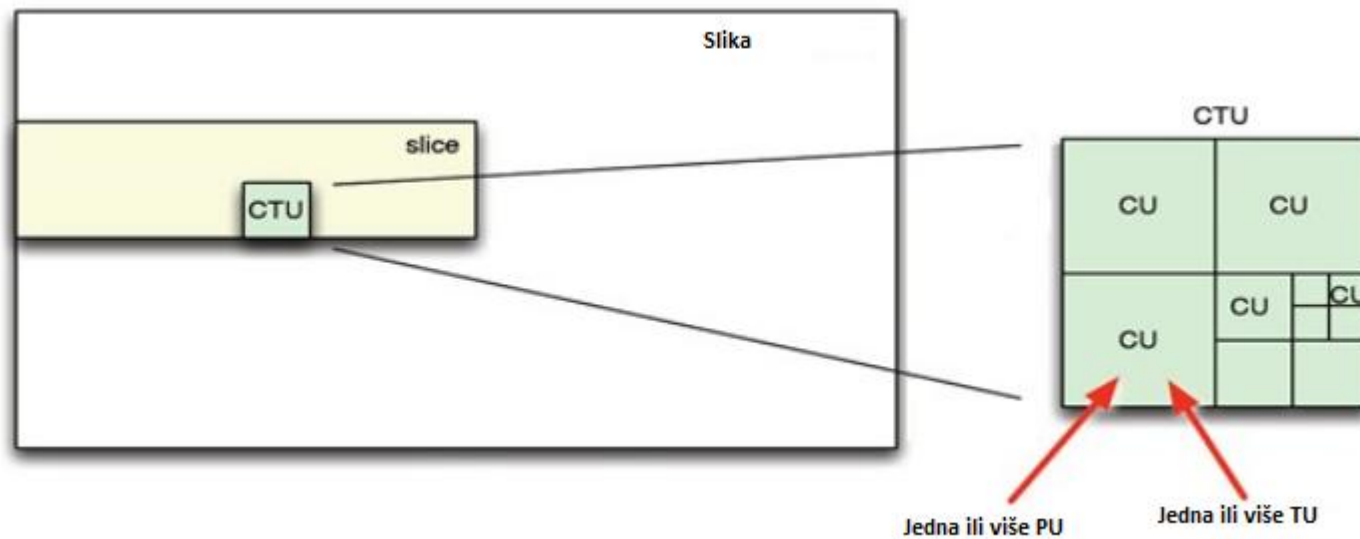 Slika
slice
CTU
CTU
CU
CU
CU
CU
CU
Jedna ili više PU
Jedna ili više TU